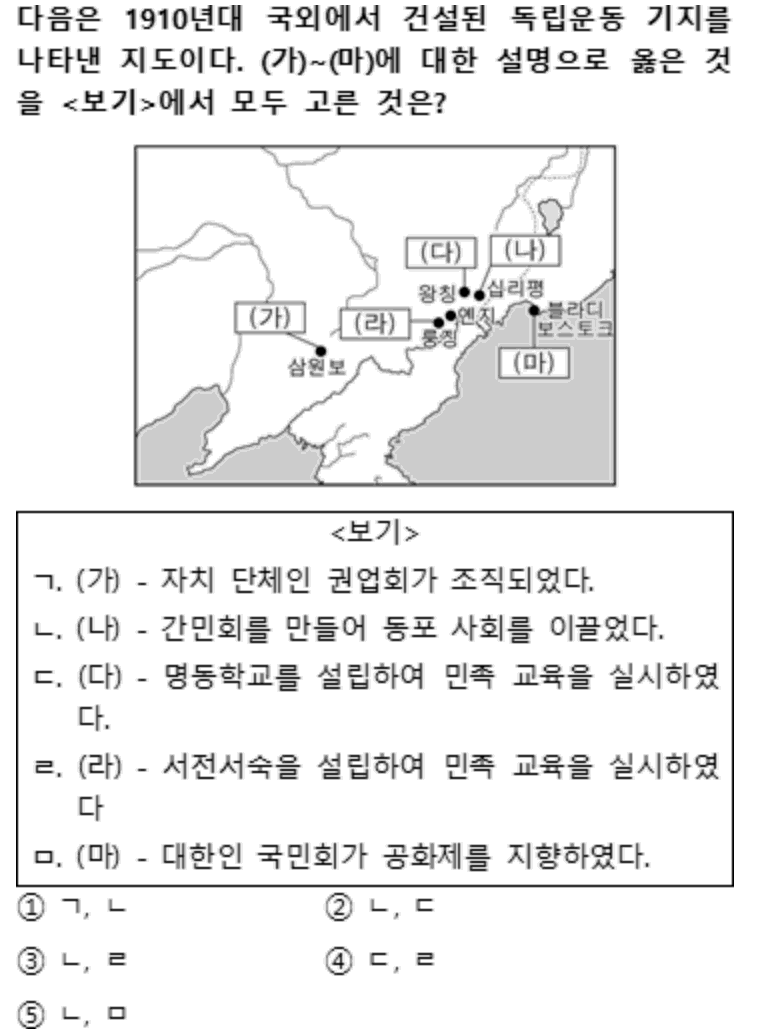 다음은 1910년대 국외에서 건설된 독립운동 기지를
나타낸 지도이다. (가)~(마)에 대한 설명으로 옳은 것
을 <보기>에서 모두 고른 것은?
(다) (나)
왕칭 십리평
(가) (라) 옌지 블라디
룽징 보스토크
삼원보 (마)
<보기>
ㄱ. (가) - 자치 단체인 권업회가 조직되었다.
ㄴ. (나) - 간민회를 만들어 동포 사회를 이끌었다.
ㄷ. (다) - 명동학교를 설립하여 민족 교육을 실시하였
다.
ㄹ. (라) - 서전서숙을 설립하여 민족 교육을 실시하였
다
ㅁ. (마) - 대한인 국민회가 공화제를 지향하였다.
① ㄱ, ㄴ ② ㄴ, ㄷ
③ ㄴ, ㄹ ④ ㄷ, ㄹ
⑤ ㄴ, ㅁ